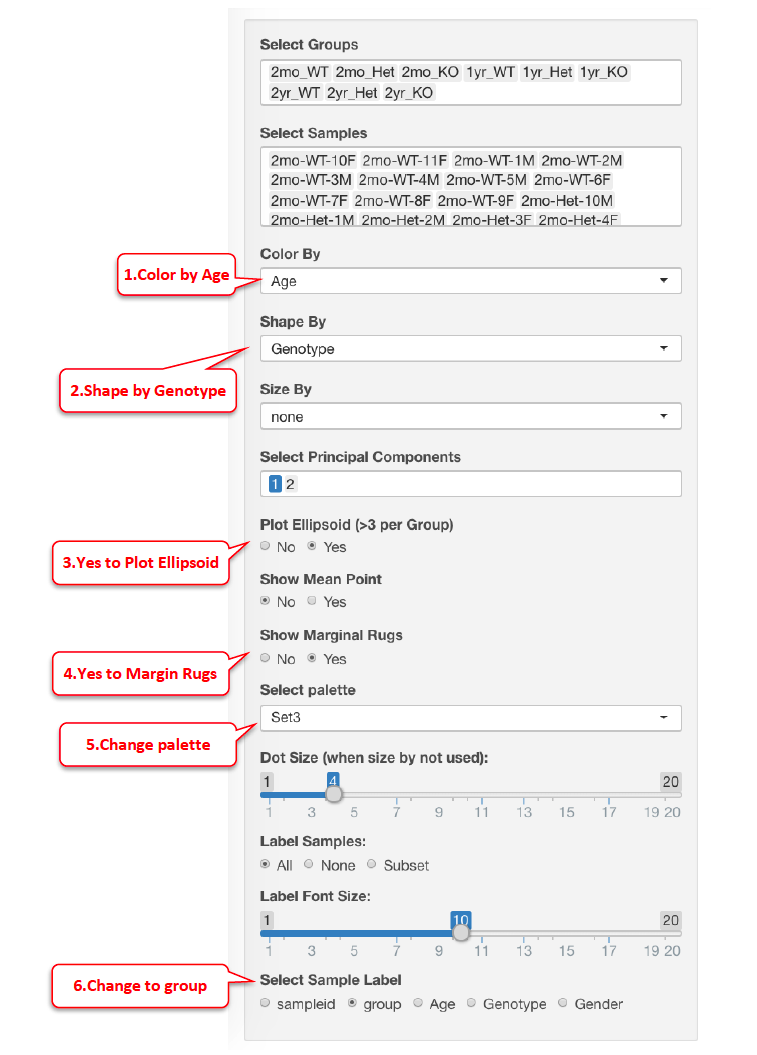 Select Groups
2mo_WT 2mo_Het 2mo_KO 1yr_WT 1yr_Het 1yr_KO
2yr_WT 2yr_Het 2yr_KO
Select Samples
2mo-WT-10F 2mo-WT-11F 2mo-WT-1M 2mo-WT-2M
2mo-WT-3M 2mo-WT-4M 2mo-WT-5M 2mo-WT-6F
2mo-WT-7F 2mo-WT-8F 2mo-WT-9F 2mo-Het-10M
2mo-Het-1M 2mo-Het-2M 2mo-Het-3F 2mo-Het-4F
Color By
1.Color by Age
Age
Shape By
Genotype
2.Shape by Genotype
Size By
none
Select Principal Components
1 2
Plot Ellipsoid (>3 per Group)
3.Yes to Plot Ellipsoid
No Yes
Show Mean Point
No Yes
Show Marginal Rugs
4.Yes to Margin Rugs
No Yes
Select palette
Set3
5.Change palette
Dot Size (when size by not used):
1 4 20
1 3 5 7 9 11 13 15 17 19 20
Label Samples:
All None Subset
Label Font Size:
1 10 20
1 3 5 7 9 11 13 15 17 19 20
Select Sample Label
6.Change to group
sampleid group Age Genotype Gender